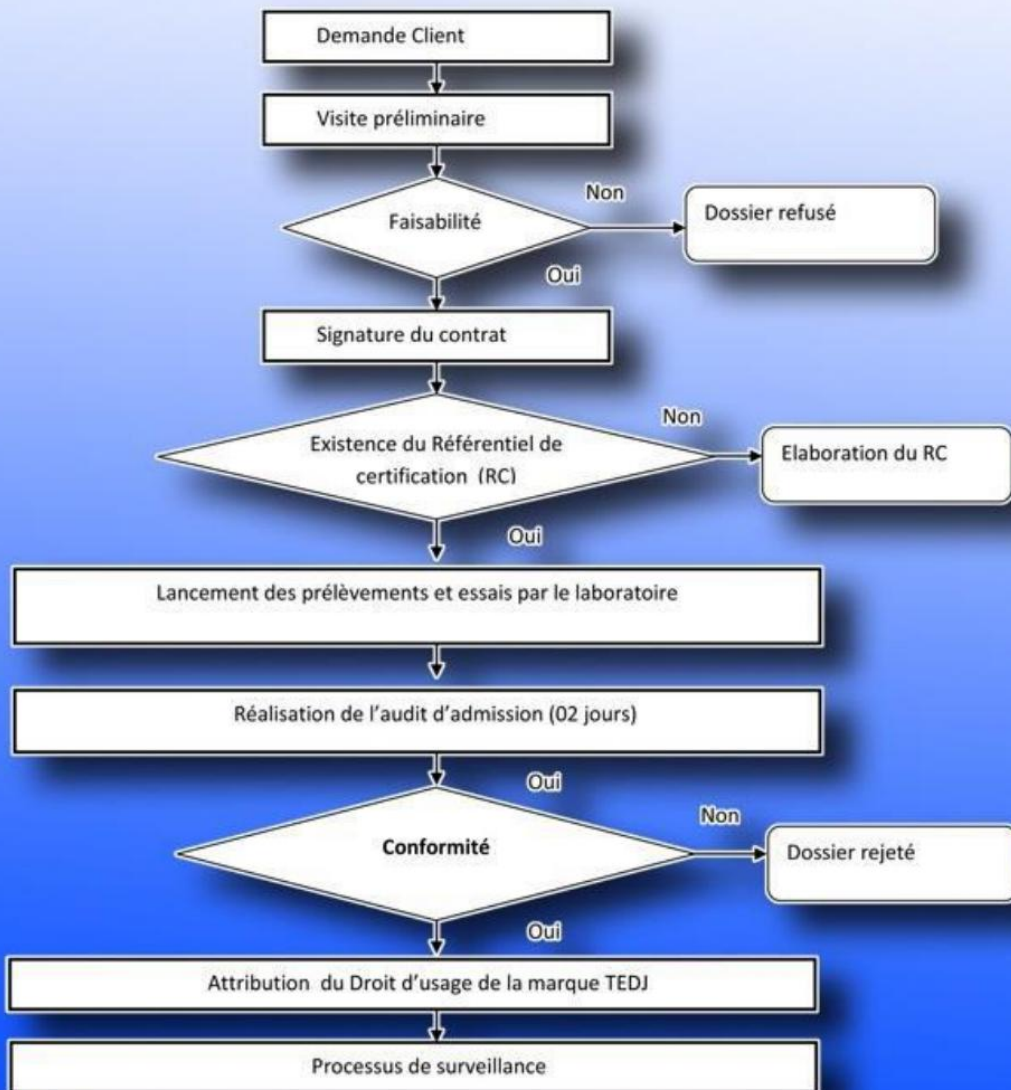 Demande Client
Visite préliminaire
Non
Faisabilité
Dossier refusé
Oui
Signature du contrat
Non
Existence du Référentiel de
certification (RC)
Elaboration du RC
Oui
Lancement des prélèvements et essais par le laboratoire
Réalisation de l'audit d'admission (02 jours)
Oui
Non
Conformité
Dossier rejeté
Oui
Attribution du Droit d'usage de la marque TEDJ
Processus de surveillance